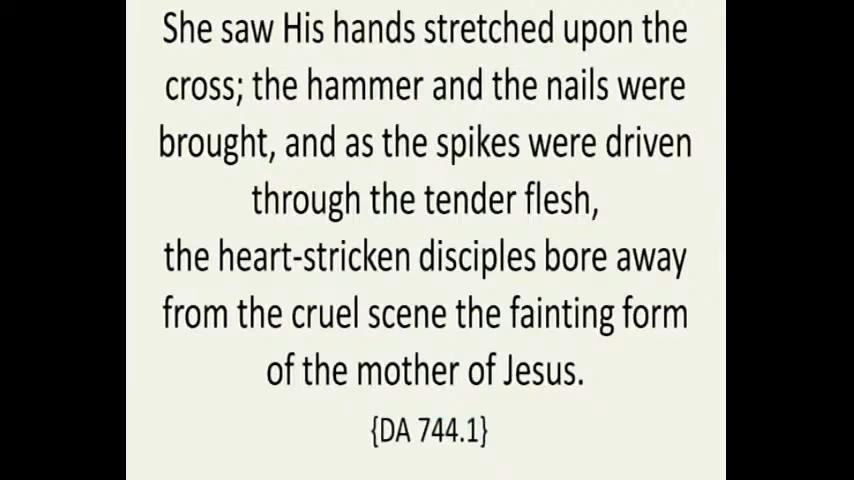 She saw His hands stretched upon the
cross; the hammer and the nails were
brought, and as the spikes were driven
through the tender flesh,
the heart-stricken disciples bore away
from the cruel scene the fainting form
of the mother of Jesus.
{DA 744.1}